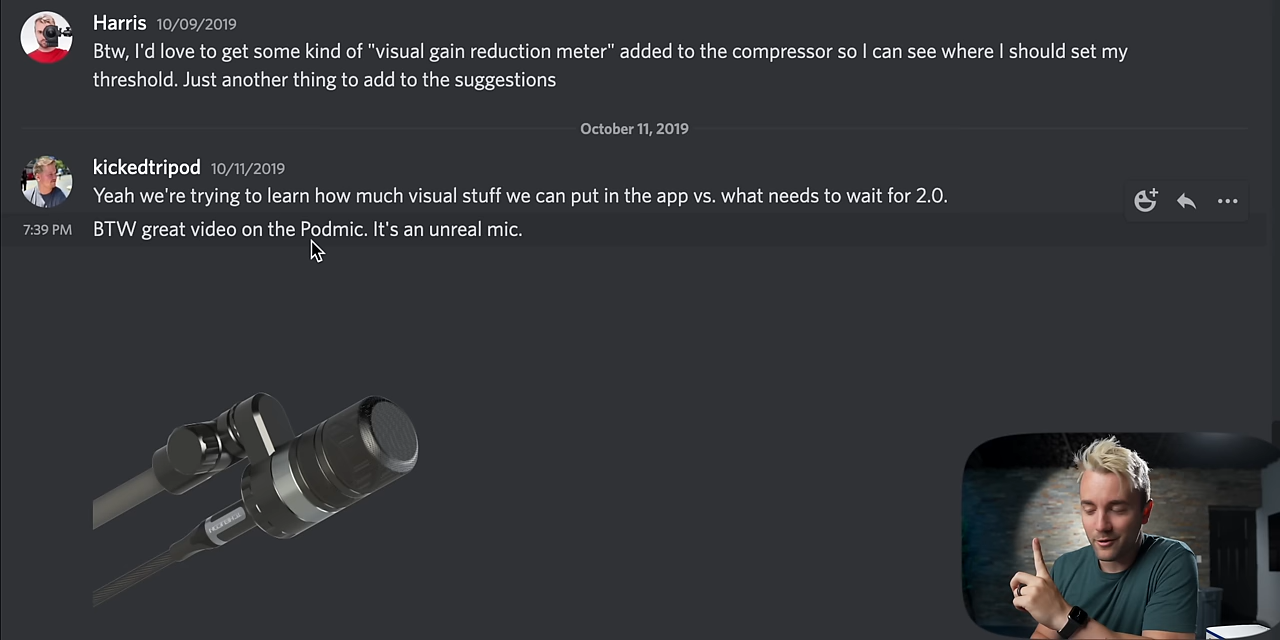 Harris 10/09/2019
Btw, I'd love to get some kind of "visual gain reduction meter" added to the compressor so I can see where I should set my
threshold. Just another thing to add to the suggestions
October 11, 2019
kickedtripod 10/11/2019
Yeah we're trying to learn how much visual stuff we can put in the app vs. what needs to wait for 2.0.
7:39 PM BTW great video on the Podmic. It's an unreal mic.